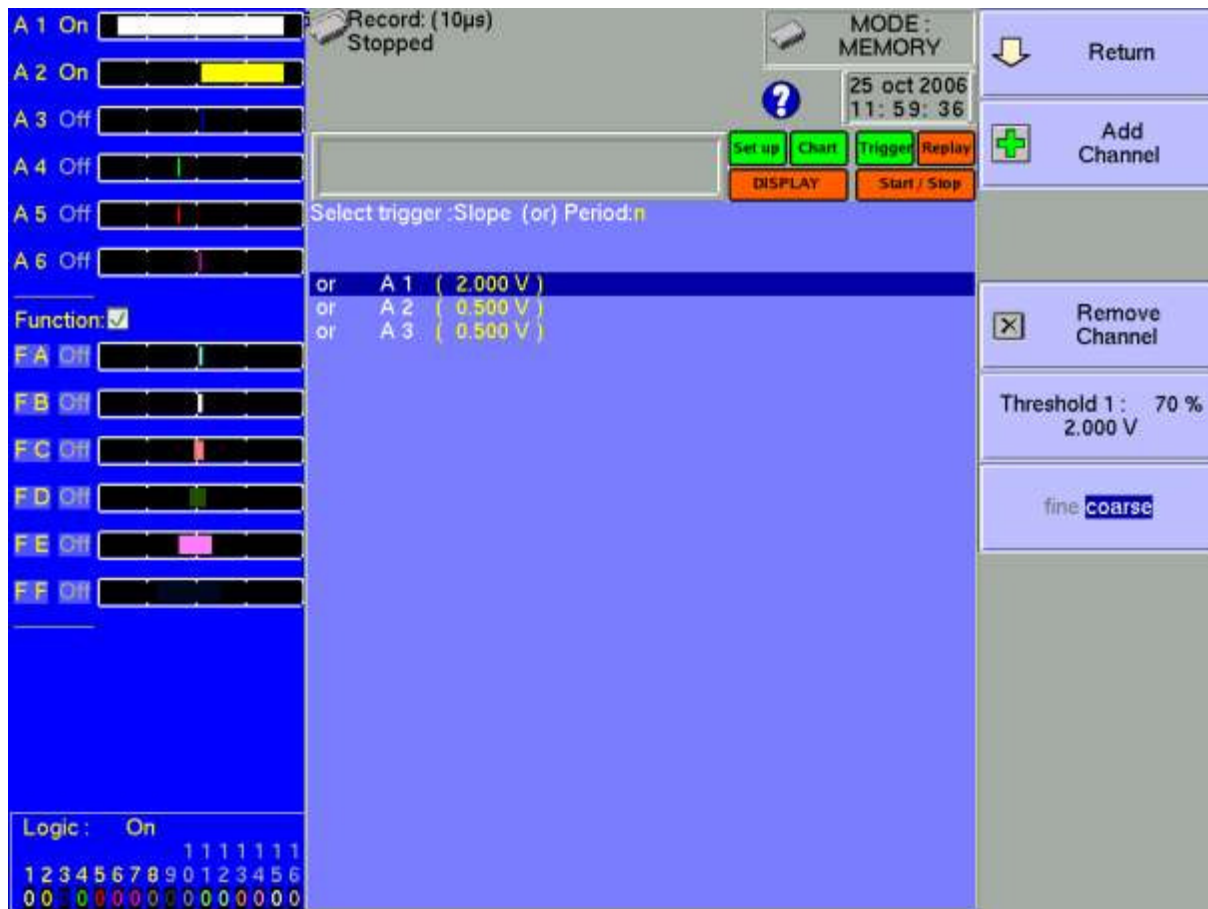 A 1 On
A 2 On
A 3 Off
A 4 Off
A 5 Off
A 6 Off
Function:
F A Off
F B Off
F C Off
F D Off
F E Off
F F Off
Logic : On
1 1 1 1 1 1 1
1 2 3 4 5 6 7 8 9 0 1 2 3 4 5 6
0 0 0 0 0 0 0 0 0 0 0 0 0 0 0
Record: (10µs)
Stopped
MODE :
MEMORY
25 oct 2006
11: 59: 36
Set up Chart Trigger Replay
DISPLAY Start / Stop
Select trigger :Slope (or) Period:n
or A 1 ( 2.000 V )
or A 2 ( 0.500 V )
or A 3 ( 0.500 V )
Return
Add
Channel
Remove
Channel
Threshold 1 : 70 %
2.000 V
fine coarse